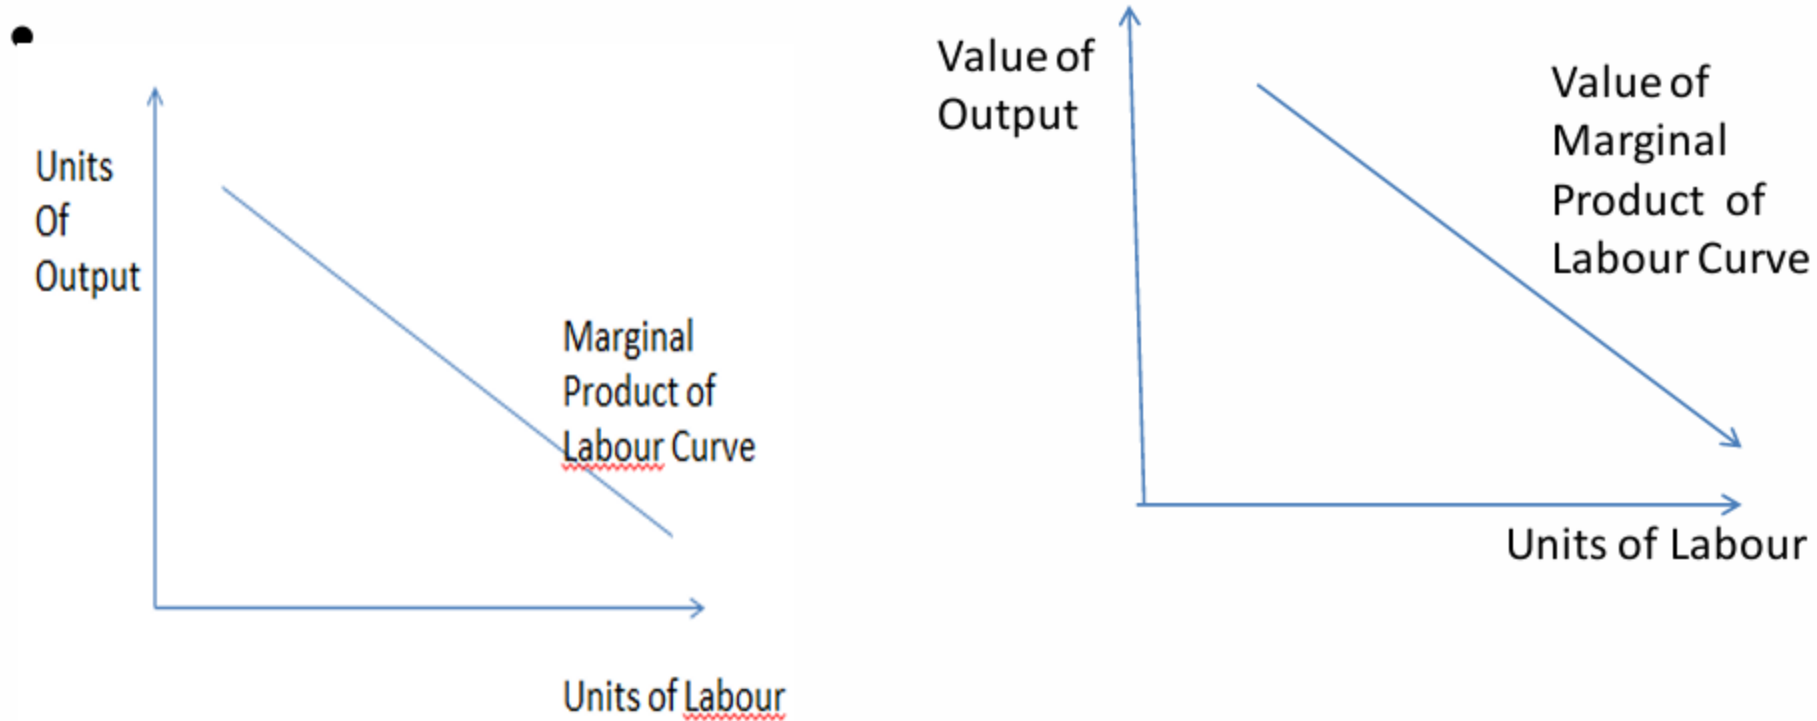 Units
Of
Output
Marginal
Product of
Labour Curve
Units of Labour
Value of
Output
Value of
Marginal
Product of
Labour Curve
Units of Labour